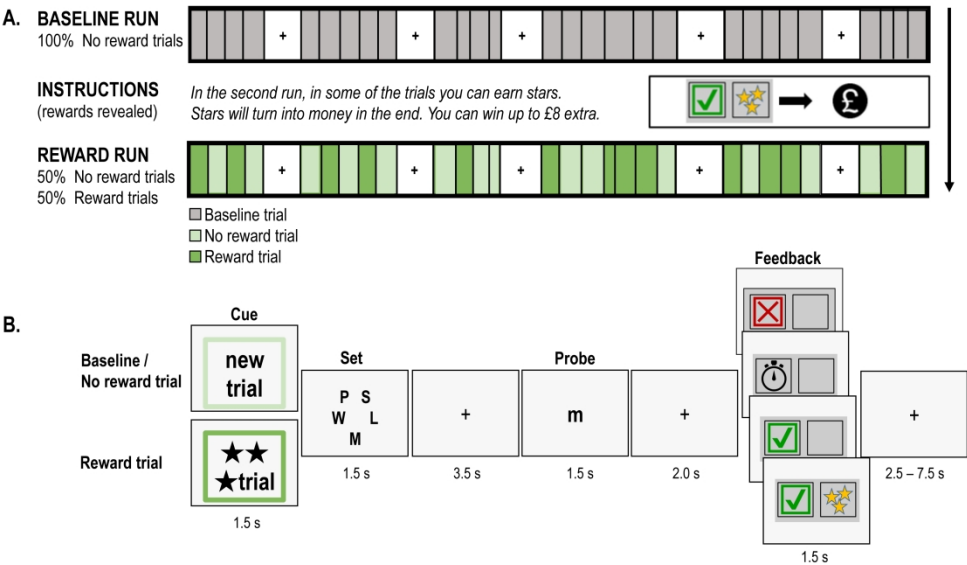 A.
BASELINE RUN
100% No reward trials
+ + + + +
INSTRUCTIONS
(rewards revealed)
In the second run, in some of the trials you can earn stars.
Stars will turn into money in the end. You can win up to £8 extra.
£
REWARD RUN
50% No reward trials
50% Reward trials
+ + + + +
Baseline trial
No reward trial
Reward trial
B.
Cue
Set
Probe
Feedback
Baseline /
No reward trial
new
trial
Reward trial
trial
1.5 s
P S
W L
M
1.5 s
+
3.5 s
m
1.5 s
+
2.0 s
1.5 s
+
2.5 – 7.5 s